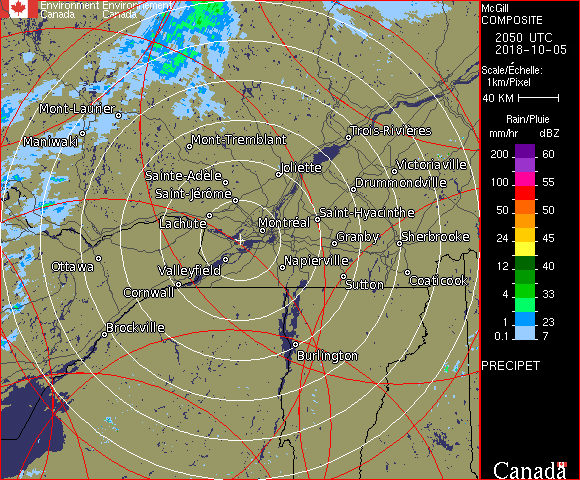 Environment Environnement
Canada Canada
McGill
COMPOSITE
2050 UTC
2018-10-05
Scale/Échelle:
1km/Pixel
40 KM
Rain/Pluie
mm/hr dBZ
200 60
150 57
100 55
50 50
24 45
12 40
4 33
1 23
0.1 7
PRECIPET
Canada
Mont-Laurier
Maniwaki
Mont-Tremblant
Trois-Rivières
Joliette
Victoriaville
Sainte-Adèle
Drummondville
Saint-Jérôme
Saint-Hyacinthe
Lachute
Montréal
Granby
Sherbrooke
Ottawa
Valleyfield
Napierville
Cornwall
Sutton
Coaticook
Brockville
Burlington